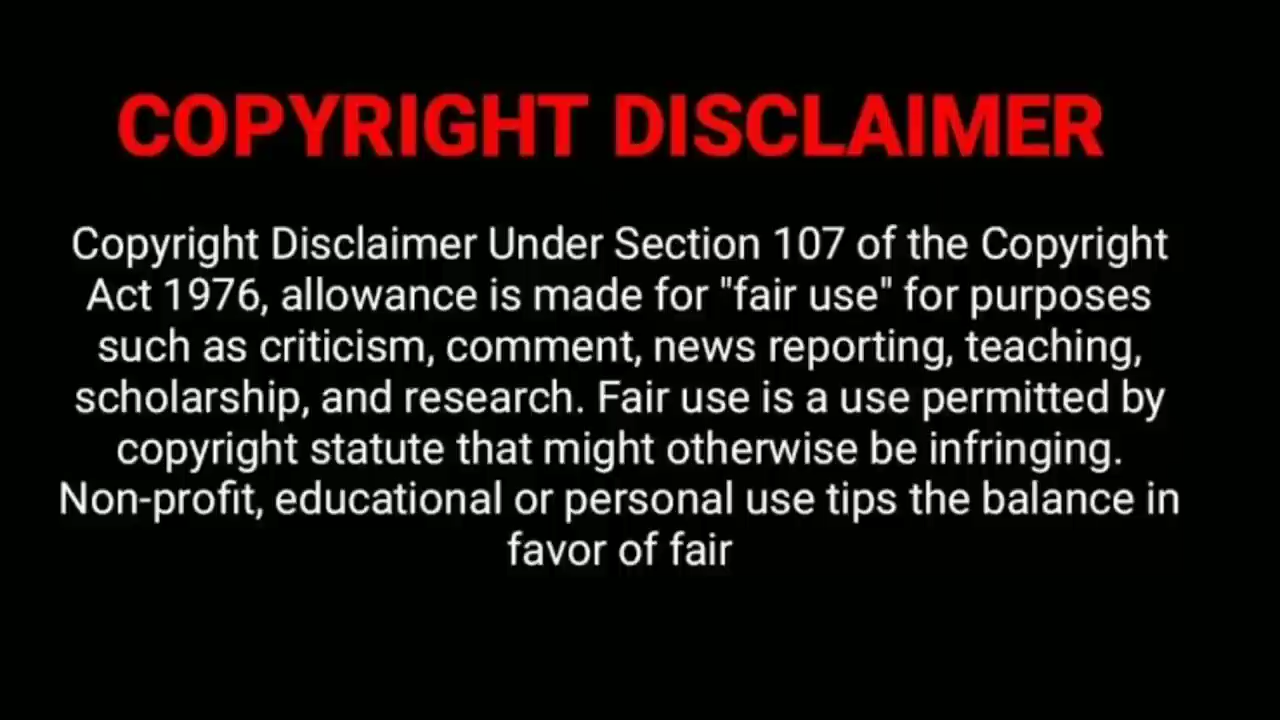 COPYRIGHT DISCLAIMER
Copyright Disclaimer Under Section 107 of the Copyright
Act 1976, allowance is made for "fair use" for purposes
such as criticism, comment, news reporting, teaching,
scholarship, and research. Fair use is a use permitted by
copyright statute that might otherwise be infringing.
Non-profit, educational or personal use tips the balance in
favor of fair